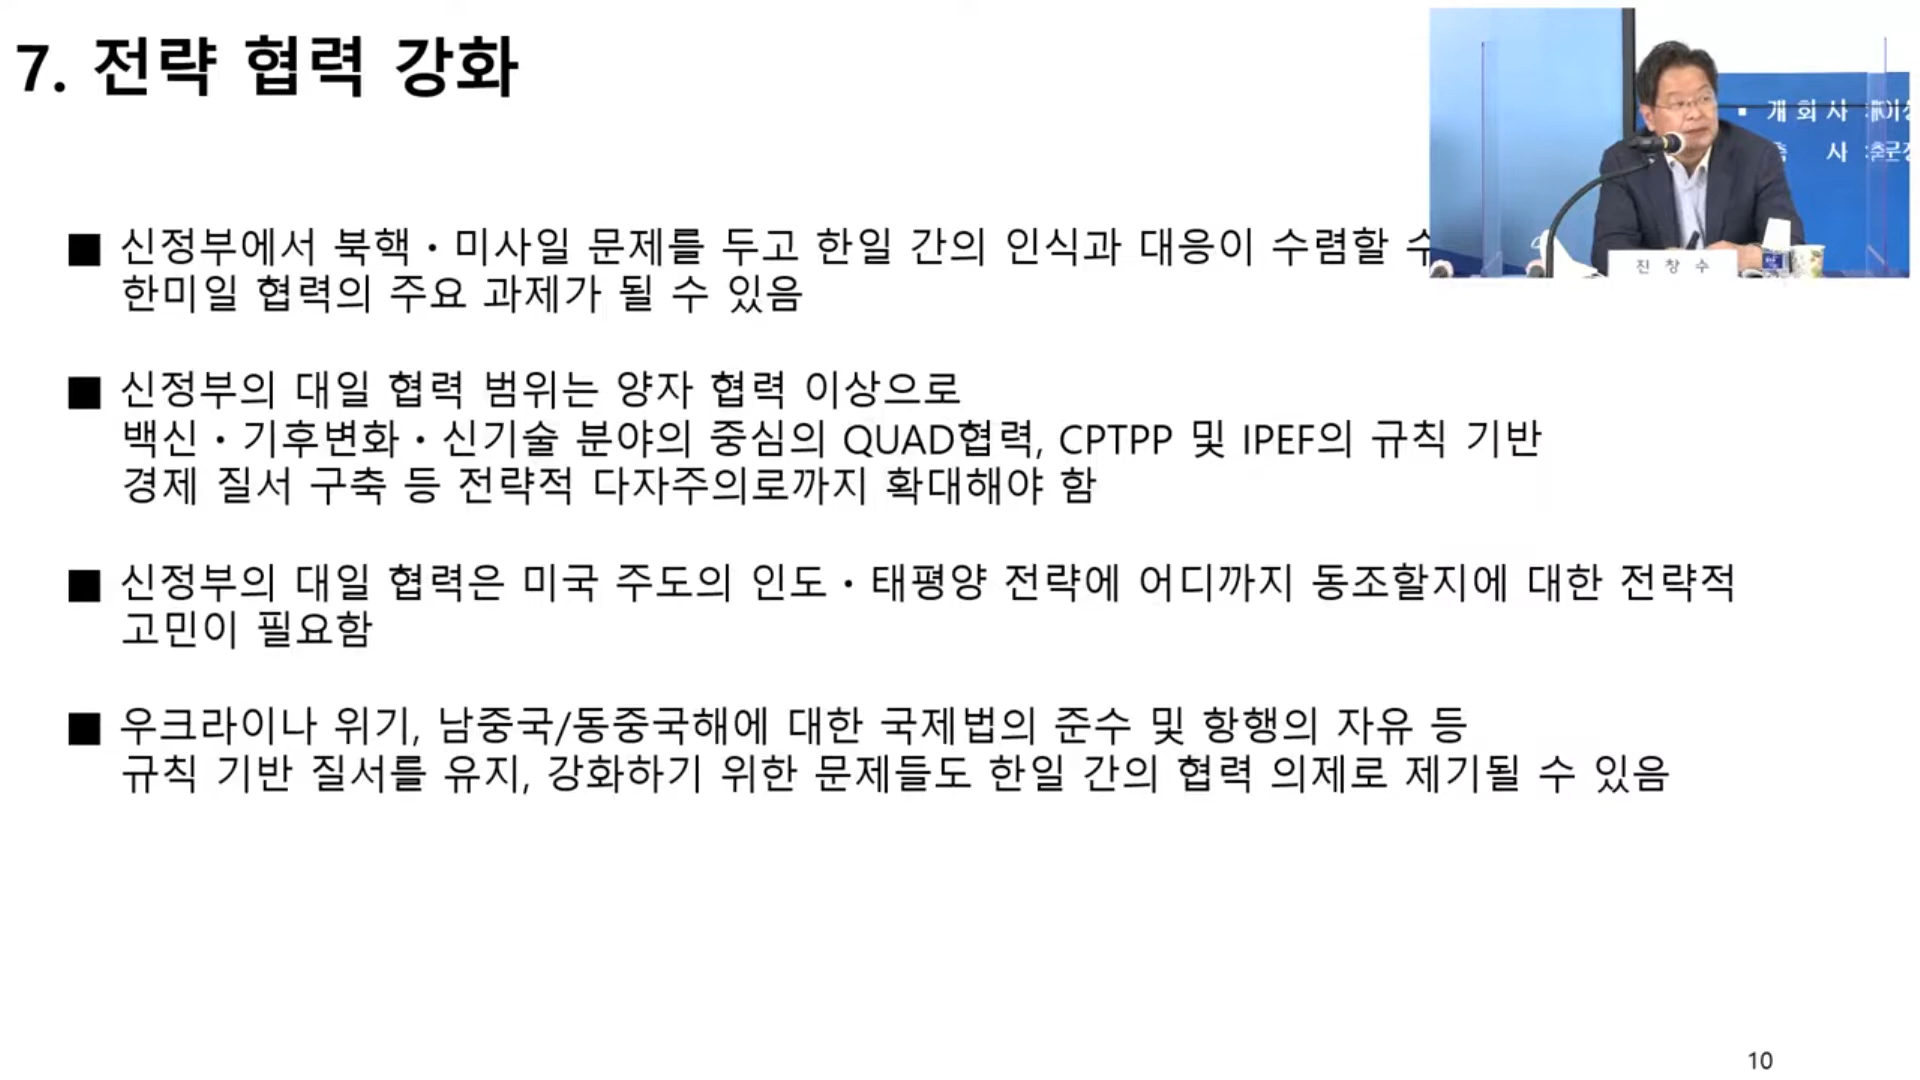 7. 전략 협력 강화
■ 신정부에서 북핵・미사일 문제를 두고 한일 간의 인식과 대응이 수렴할 수
한미일 협력의 주요 과제가 될 수 있음
■ 신정부의 대일 협력 범위는 양자 협력 이상으로
백신・기후변화・신기술 분야의 중심의 QUAD협력, CPTPP 및 IPEF의 규칙 기반
경제 질서 구축 등 전략적 다자주의로까지 확대해야 함
■ 신정부의 대일 협력은 미국 주도의 인도・태평양 전략에 어디까지 동조할지에 대한 전략적
고민이 필요함
■ 우크라이나 위기, 남중국/동중국해에 대한 국제법의 준수 및 항행의 자유 등
규칙 기반 질서를 유지, 강화하기 위한 문제들도 한일 간의 협력 의제로 제기될 수 있음
▪ 개 회 사
사
진 창 수
10